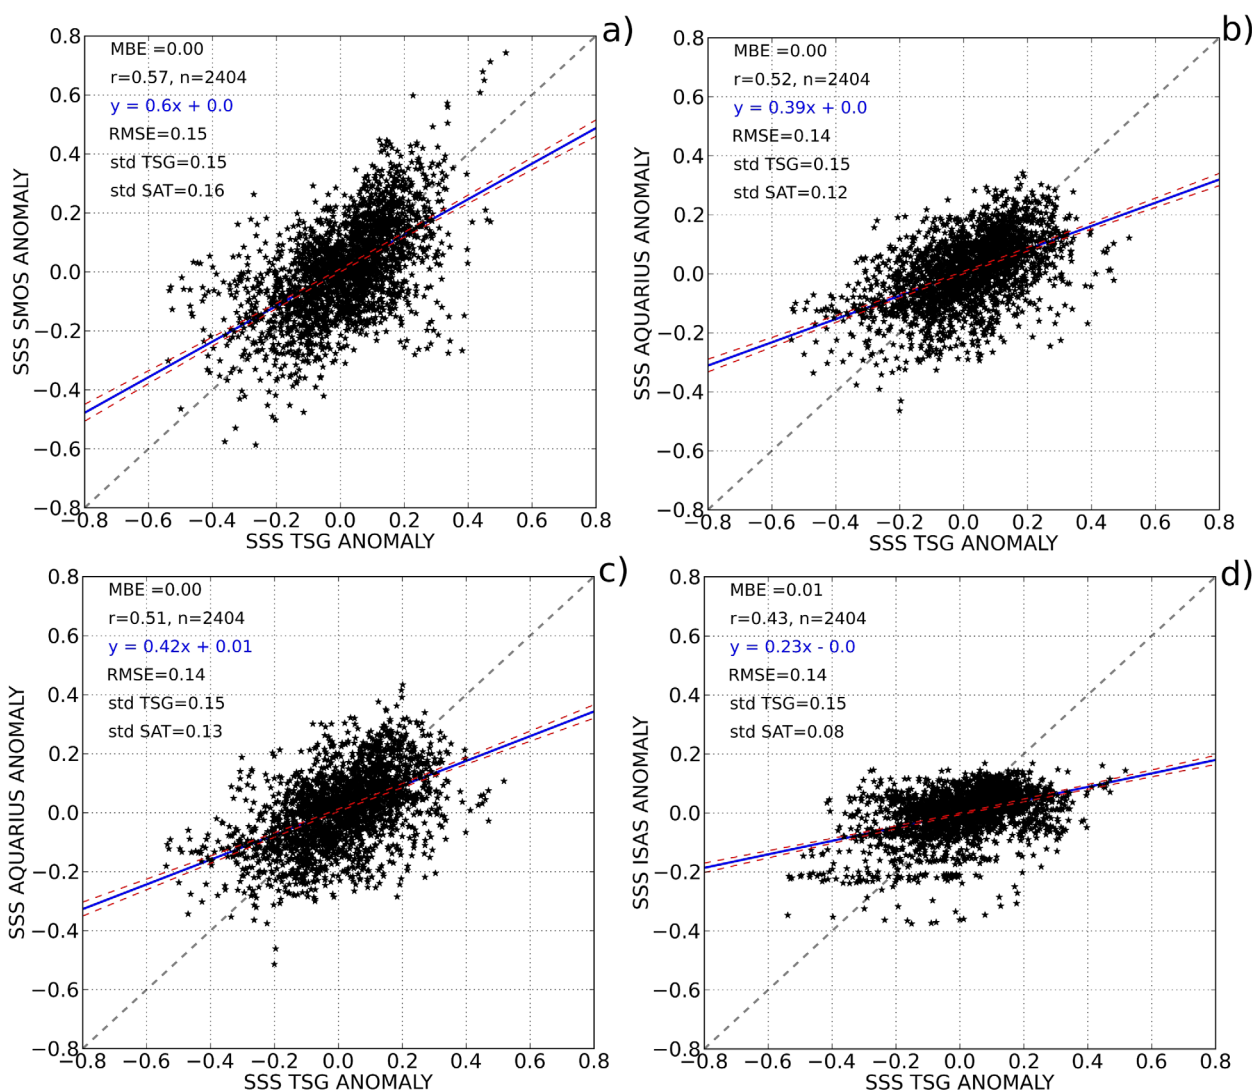 a)
MBE =0.00
r=0.57, n=2404
y = 0.6x + 0.0
RMSE=0.15
std TSG=0.15
std SAT=0.16
SSS SMOS ANOMALY
0.8
0.6
0.4
0.2
0.0
−0.2
−0.4
−0.6
−0.8
−0.8 −0.6 −0.4 −0.2 0.0 0.2 0.4 0.6 0.8
SSS TSG ANOMALY
b)
MBE =0.00
r=0.52, n=2404
y = 0.39x + 0.0
RMSE=0.14
std TSG=0.15
std SAT=0.12
SSS AQUARIUS ANOMALY
0.8
0.6
0.4
0.2
0.0
−0.2
−0.4
−0.6
−0.8
−0.8 −0.6 −0.4 −0.2 0.0 0.2 0.4 0.6 0.8
SSS TSG ANOMALY
c)
MBE =0.00
r=0.51, n=2404
y = 0.42x + 0.01
RMSE=0.14
std TSG=0.15
std SAT=0.13
SSS AQUARIUS ANOMALY
0.8
0.6
0.4
0.2
0.0
−0.2
−0.4
−0.6
−0.8
−0.8 −0.6 −0.4 −0.2 0.0 0.2 0.4 0.6 0.8
SSS TSG ANOMALY
d)
MBE =0.01
r=0.43, n=2404
y = 0.23x - 0.0
RMSE=0.14
std TSG=0.15
std SAT=0.08
SSS ISAS ANOMALY
0.8
0.6
0.4
0.2
0.0
−0.2
−0.4
−0.6
−0.8
−0.8 −0.6 −0.4 −0.2 0.0 0.2 0.4 0.6 0.8
SSS TSG ANOMALY